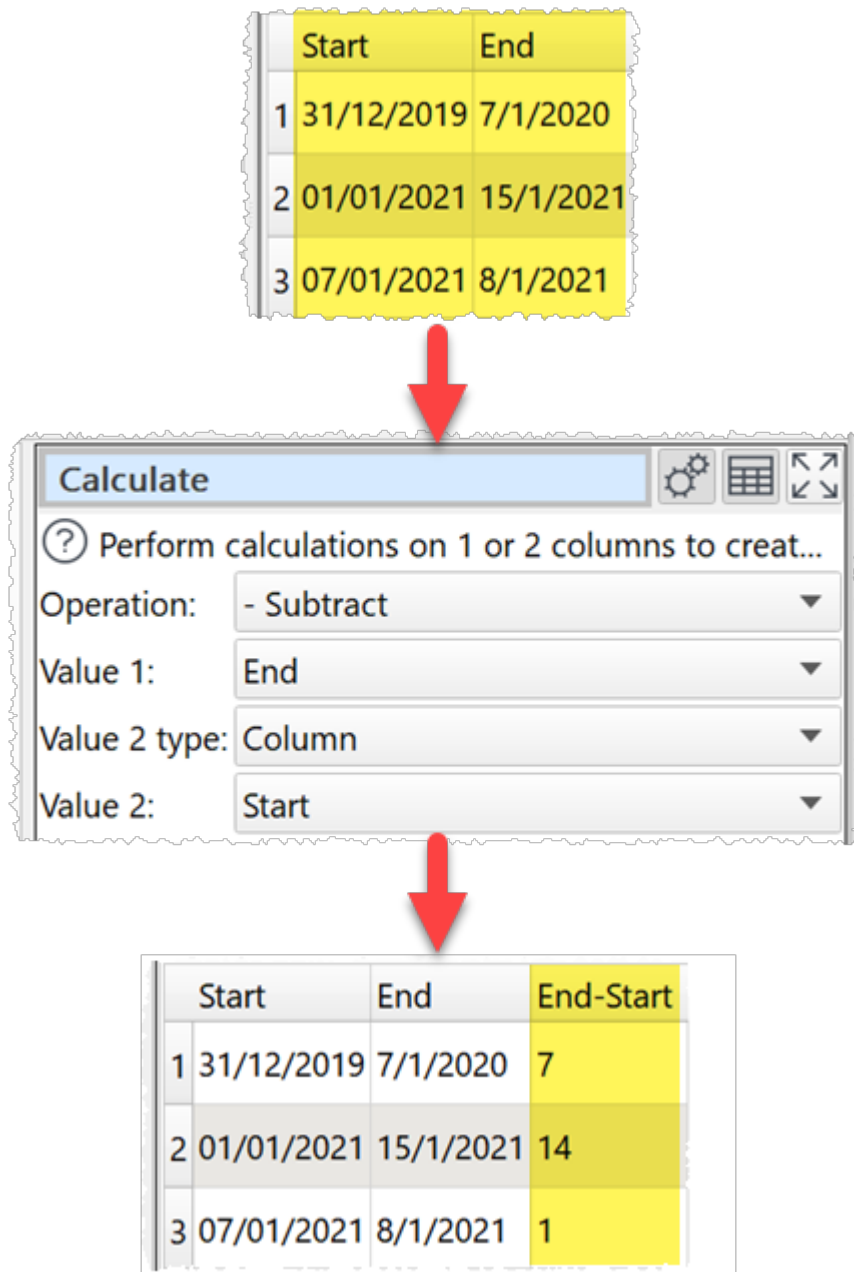 Start End
1 31/12/2019 7/1/2020
2 01/01/2021 15/1/2021
3 07/01/2021 8/1/2021
Calculate
? Perform calculations on 1 or 2 columns to creat...
Operation: - Subtract
Value 1: End
Value 2 type: Column
Value 2: Start
Start End End-Start
1 31/12/2019 7/1/2020 7
2 01/01/2021 15/1/2021 14
3 07/01/2021 8/1/2021 1